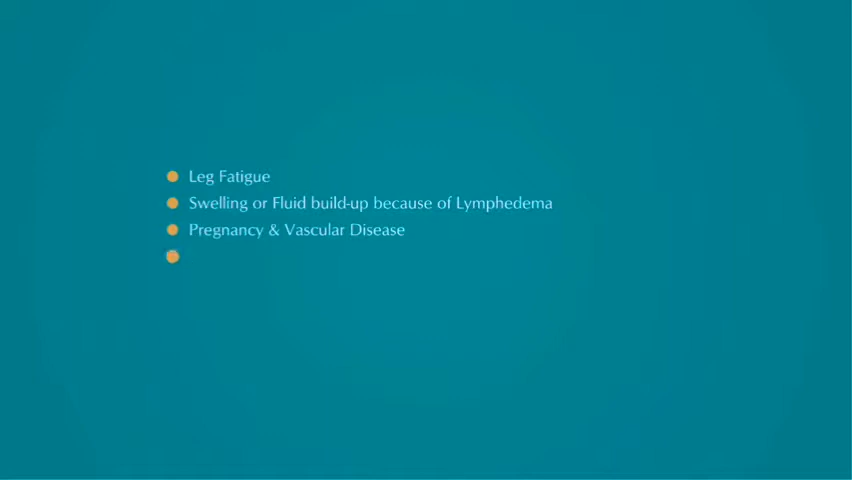 Leg Fatigue
Swelling or Fluid build-up because of Lymphedema
Pregnancy & Vascular Disease